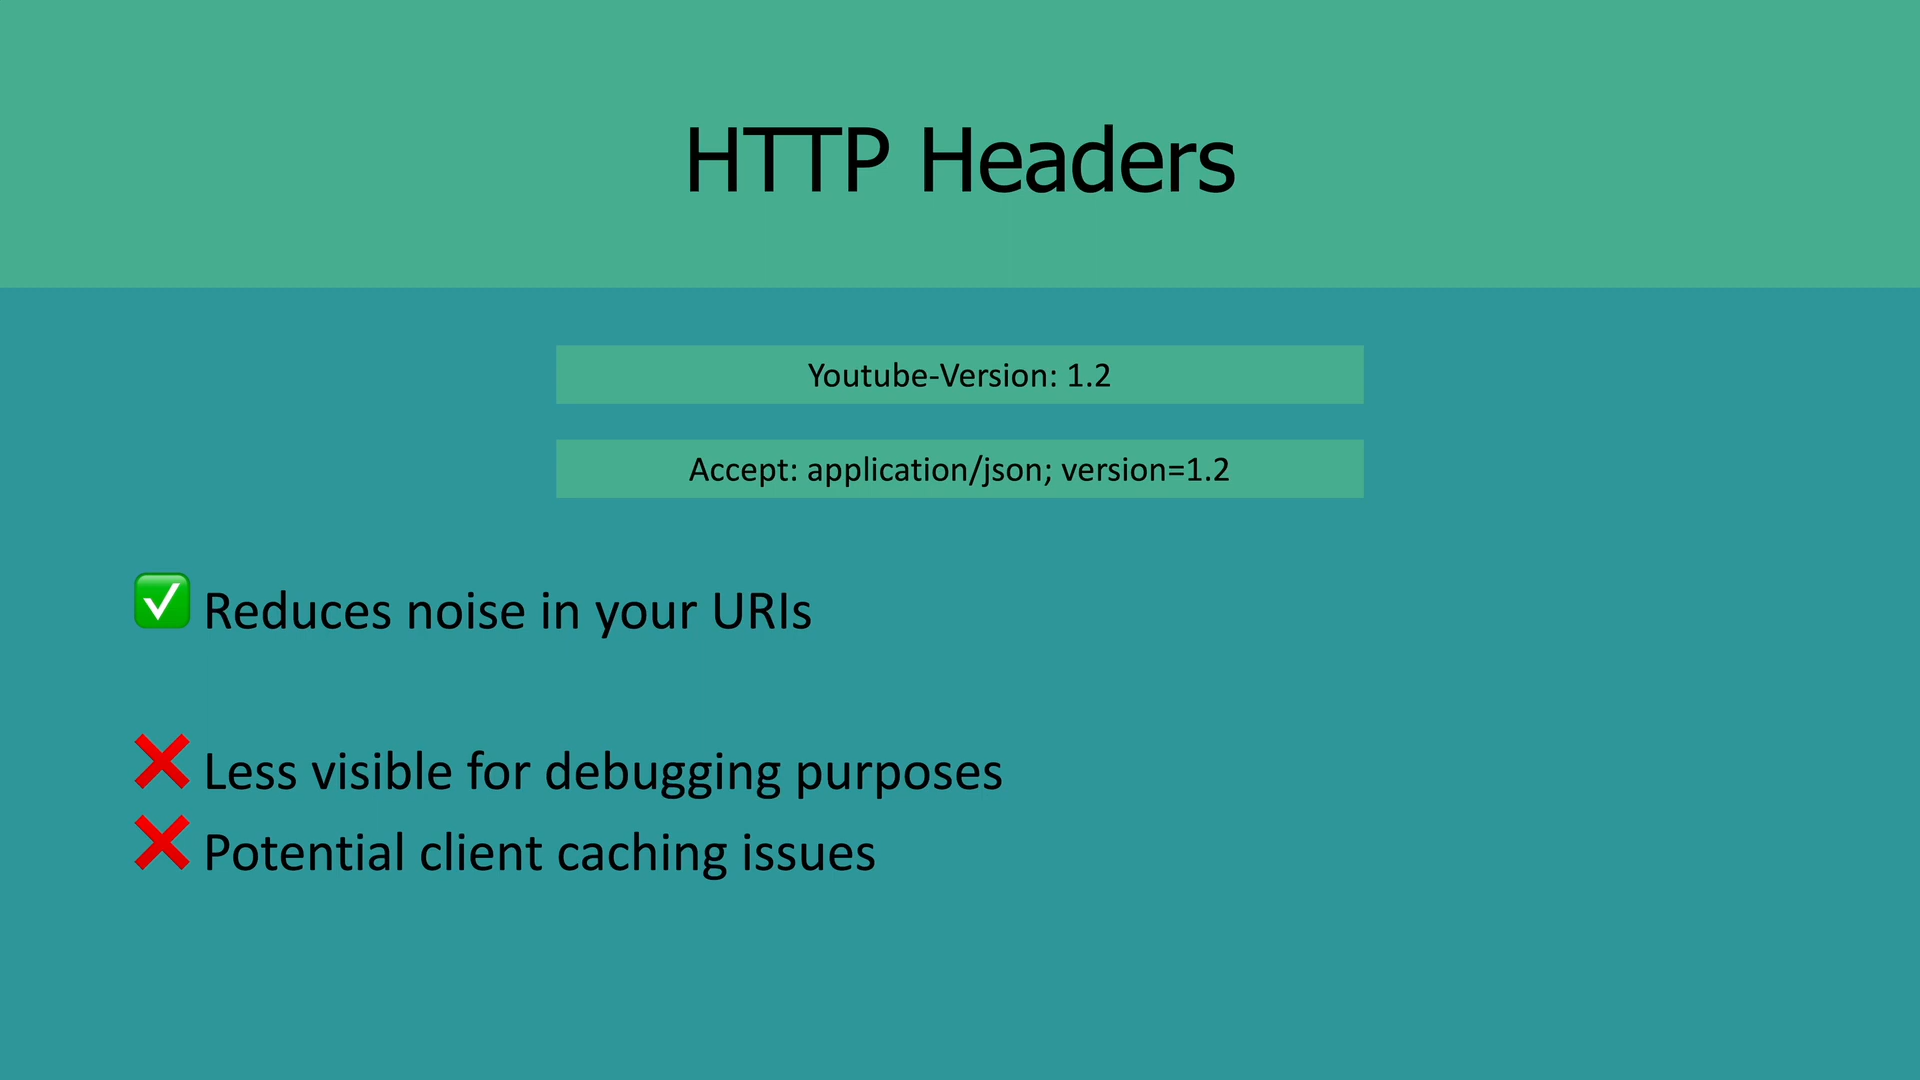 HTTP Headers
Youtube-Version: 1.2
Accept: application/json; version=1.2
✅ Reduces noise in your URIs
❌ Less visible for debugging purposes
❌ Potential client caching issues